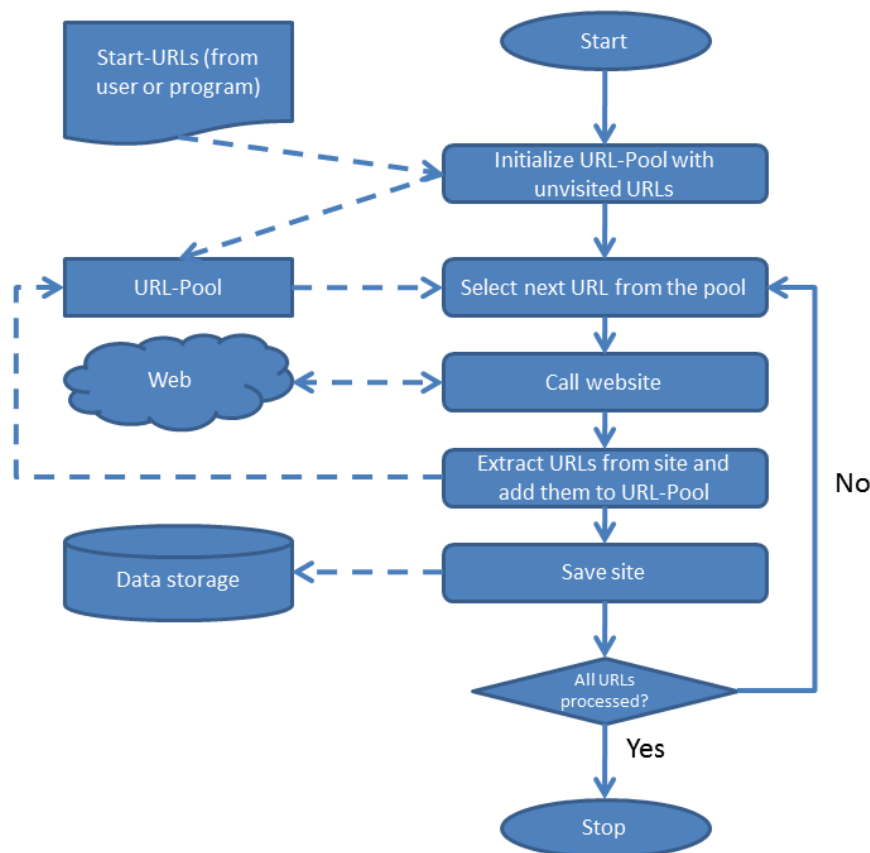 Start-URLs (from
user or program)
Start
Initialize URL-Pool with
unvisited URLs
URL-Pool
Select next URL from the pool
Web
Call website
Extract URLs from site and
add them to URL-Pool
No
Data storage
Save site
All URLs
processed?
Yes
Stop